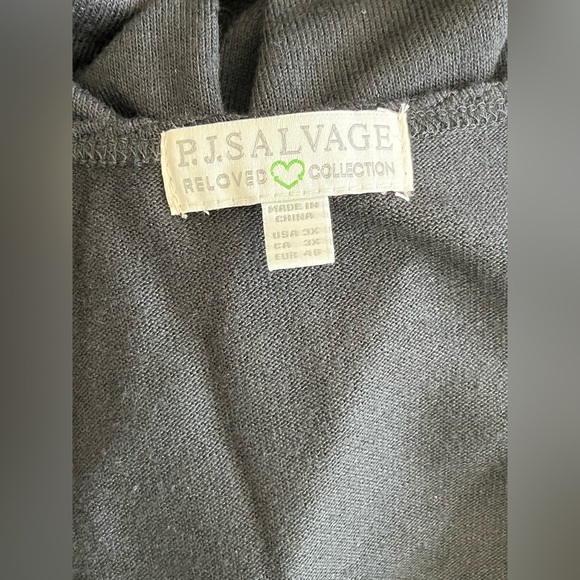 P.J.SALVAGE
RELOVED COLLECTION
MADE IN
CHINA
USA 3X
CA 3X
EUR 48